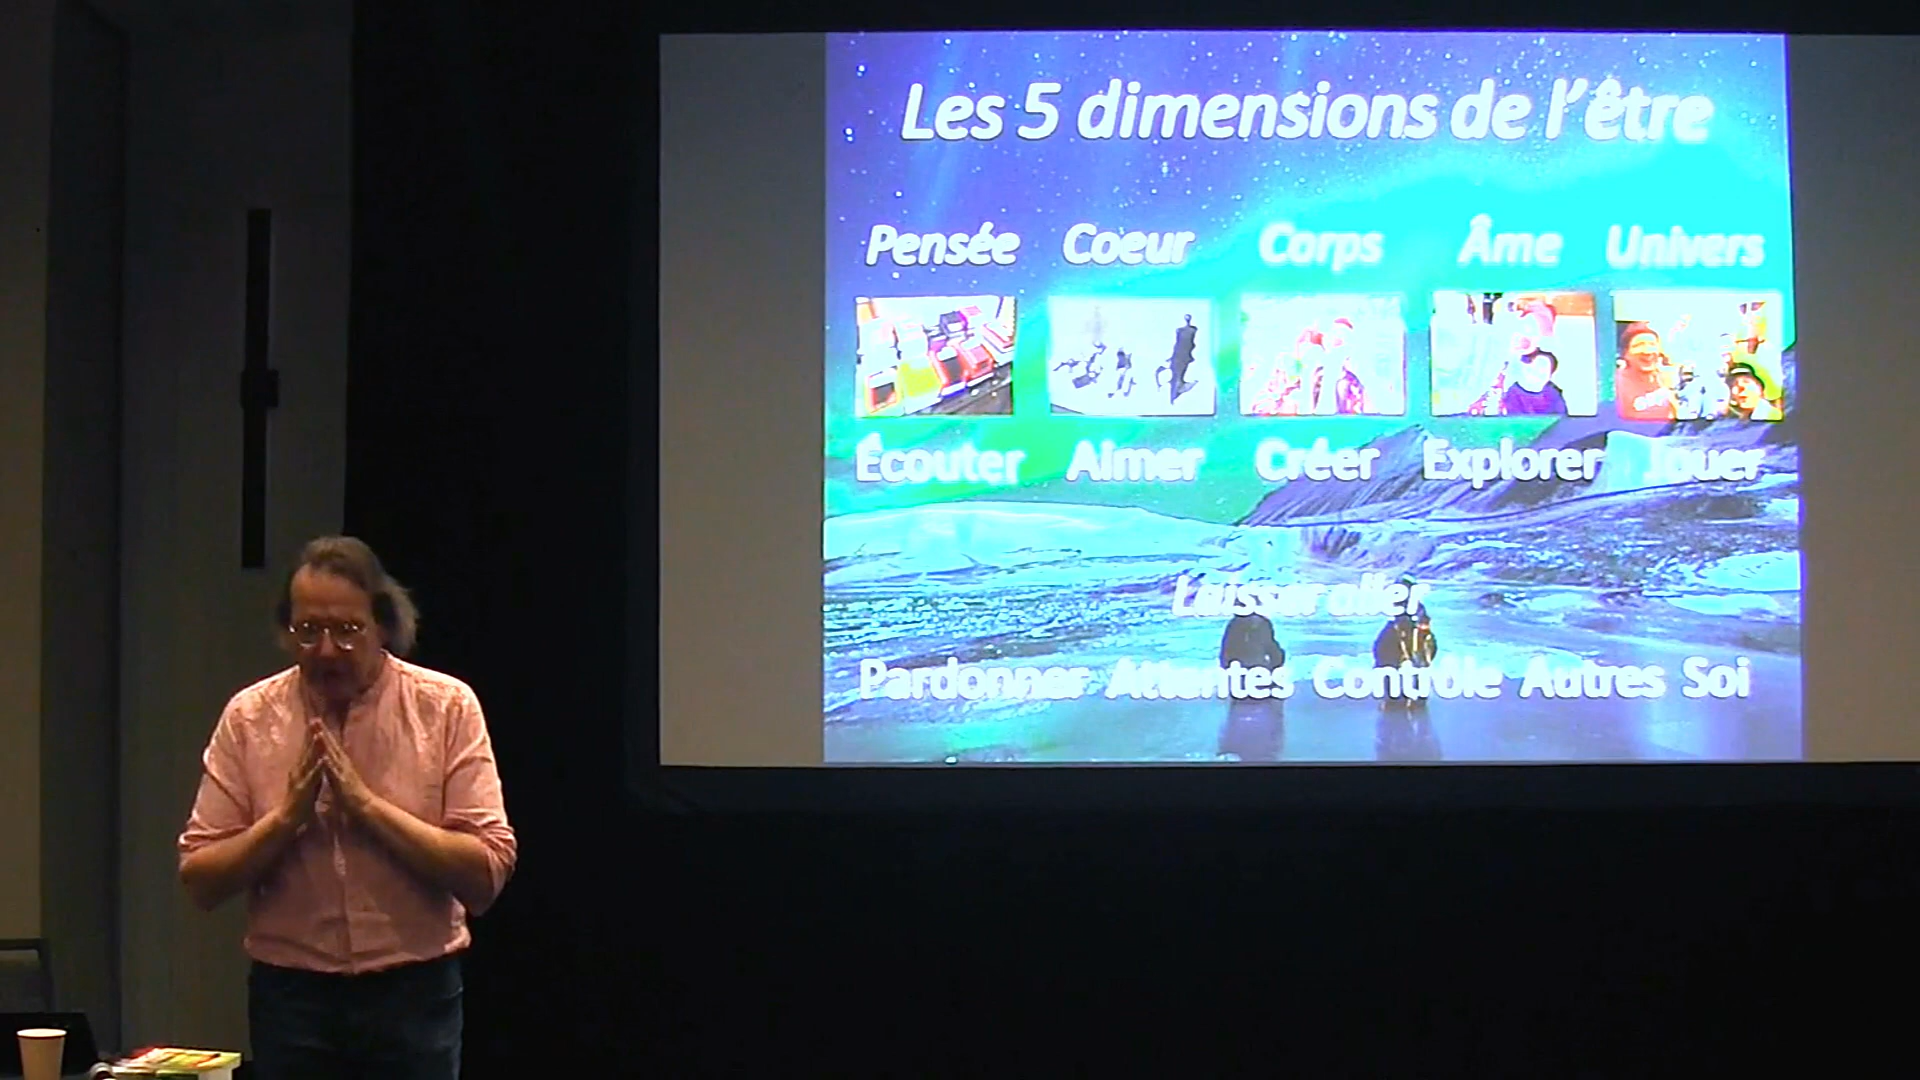 Les 5 dimensions de l'être
Pensée Coeur Corps Âme Univers
Écouter Aimer Créer Explorer Jouer
Laisser aller
Pardonner Attentes Contrôle Autres Soi